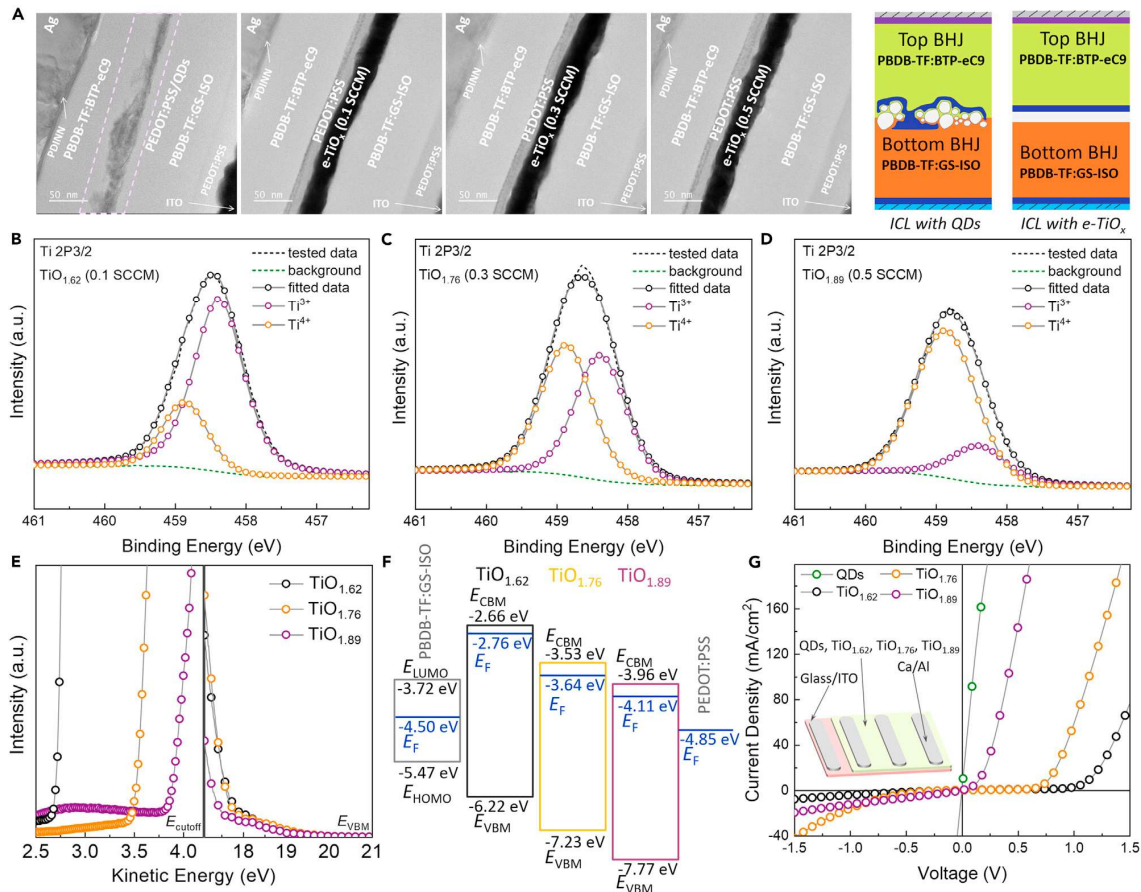 A
Ag
PDINN
PBDB-TF:BTP-eC9
PEDOT:PSS/QDs
PBDB-TF:GS-ISO
PEDOT:PSS
ITO
50 nm
Ag
PDINN
PBDB-TF:BTP-eC9
PEDOT:PSS
e-TiOx (0.1 SCCM)
PBDB-TF:GS-ISO
PEDOT:PSS
ITO
50 nm
Ag
PDINN
PBDB-TF:BTP-eC9
PEDOT:PSS
e-TiOx (0.3 SCCM)
PBDB-TF:GS-ISO
PEDOT:PSS
ITO
50 nm
Ag
PDINN
PBDB-TF:BTP-eC9
PEDOT:PSS
e-TiOx (0.5 SCCM)
PBDB-TF:GS-ISO
PEDOT:PSS
ITO
50 nm
Top BHJ
PBDB-TF:BTP-eC9
Bottom BHJ
PBDB-TF:GS-ISO
ICL with QDs
Top BHJ
PBDB-TF:BTP-eC9
Bottom BHJ
PBDB-TF:GS-ISO
ICL with e-TiOx
B
Ti 2P3/2
TiO1.62 (0.1 SCCM)
tested data
background
fitted data
Ti3+
Ti4+
Intensity (a.u.)
461 460 459 458 457
Binding Energy (eV)
C
Ti 2P3/2
TiO1.76 (0.3 SCCM)
tested data
background
fitted data
Ti3+
Ti4+
Intensity (a.u.)
461 460 459 458 457
Binding Energy (eV)
D
Ti 2P3/2
TiO1.89 (0.5 SCCM)
tested data
background
fitted data
Ti3+
Ti4+
Intensity (a.u.)
461 460 459 458 457
Binding Energy (eV)
E
TiO1.62
TiO1.76
TiO1.89
Intensity (a.u.)
Ecutoff
EVBM
2.5 3.0 3.5 4.0 18 19 20 21
Kinetic Energy (eV)
F
PBDB-TF:GS-ISO
ELUMO
-3.72 eV
-4.50 eV
EF
-5.47 eV
EHOMO
TiO1.62
ECBM
-2.66 eV
-2.76 eV
EF
-6.22 eV
EVBM
TiO1.76
ECBM
-3.53 eV
-3.64 eV
EF
-7.23 eV
EVBM
TiO1.89
ECBM
-3.96 eV
-4.11 eV
EF
-7.77 eV
EVBM
PEDOT:PSS
-4.85 eV
EF
G
QDs
TiO1.76
TiO1.62
TiO1.89
QDs, TiO1.62, TiO1.76, TiO1.89
Ca/Al
Glass/ITO
Current Density (mA/cm2)
160
120
80
40
0
-40
-1.5 -1.0 -0.5 0.0 0.5 1.0 1.5
Voltage (V)